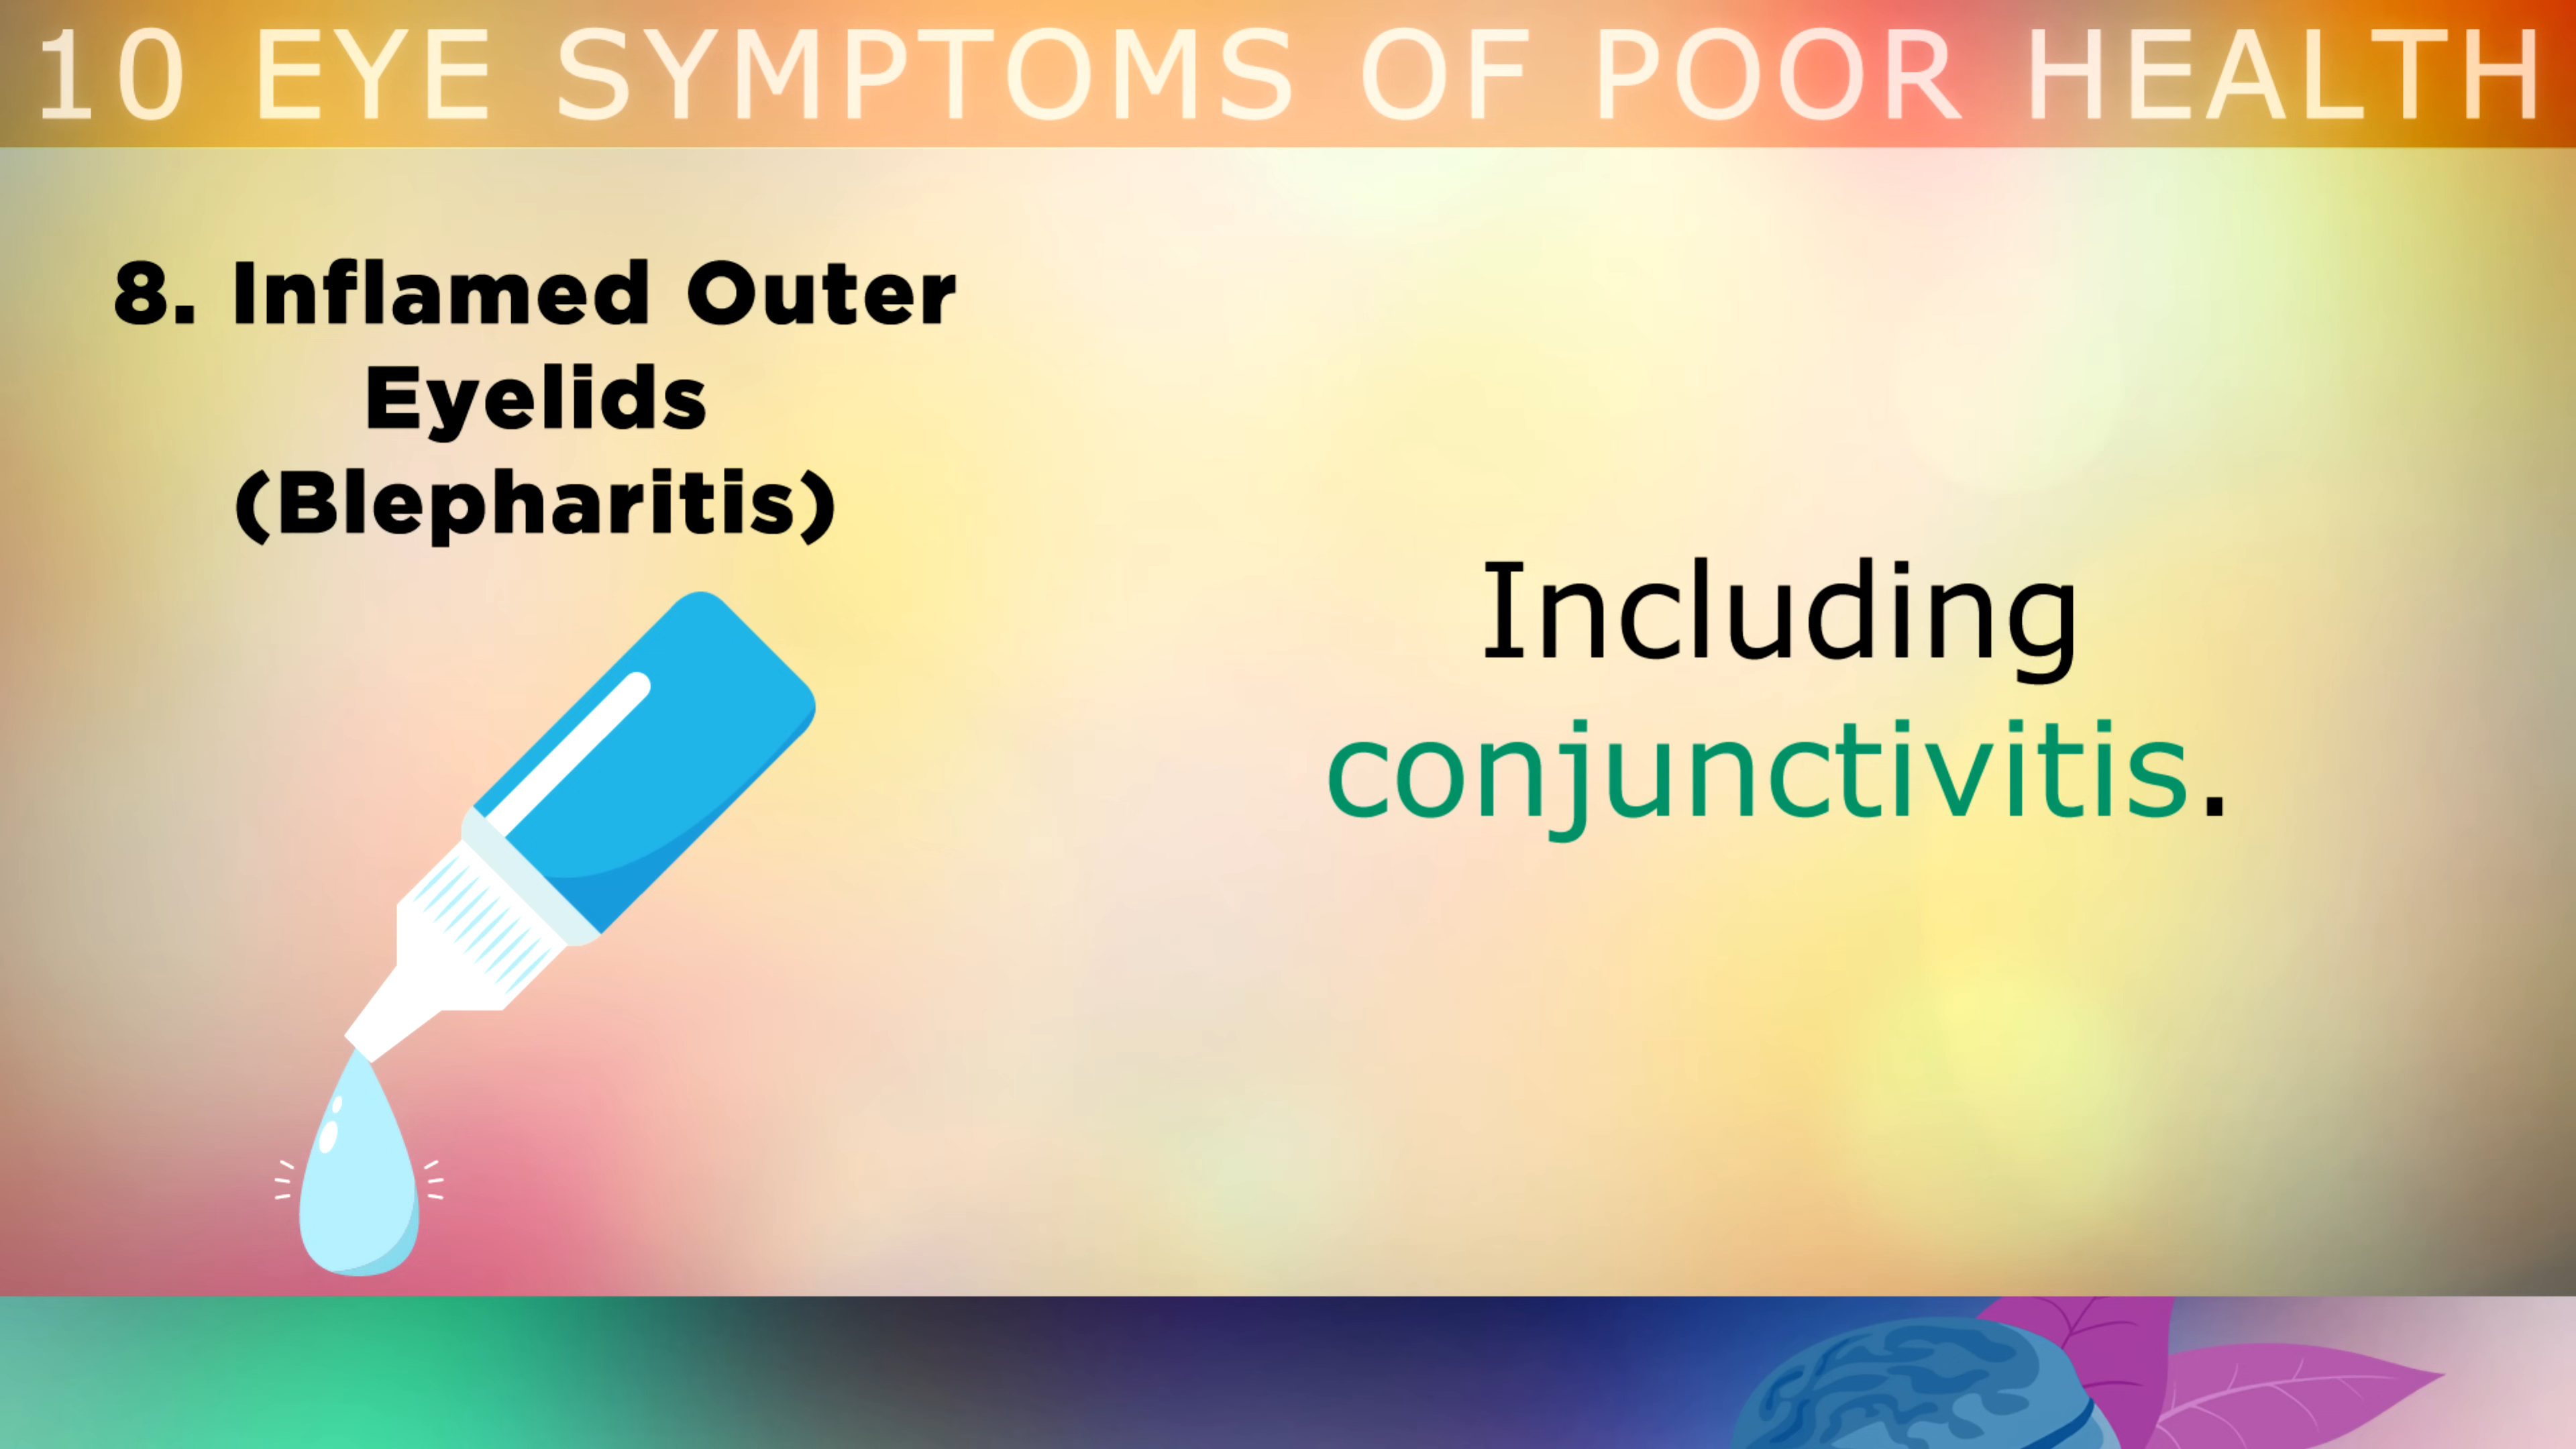 10 EYE SYMPTOMS OF POOR HEALTH
8. Inflamed Outer
Eyelids
(Blepharitis)
Including
conjunctivitis.